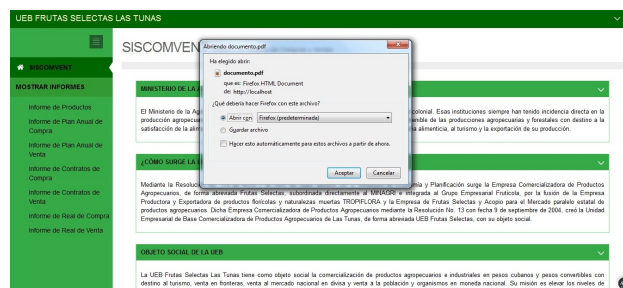 UEB FRUTAS SELECTAS LAS TUNAS
SISCOMVENT
MOSTRAR INFORMES
Informe de Productos
Informe de Plan Anual de
Compra
Informe de Plan Anual de
Venta
Informe de Contratos de
Compra
Informe de Contratos de
Venta
Informe de Real de Compra
Informe de Real de Venta
SISCOMVEN
Abriendo documento.pdf
Ha elegido abrir:
documento.pdf
que es: Firefox HTML Document
de: http://localhost
¿Qué debería hacer Firefox con este archivo?
Abrir con Firefox (predeterminada)
Guardar archivo
Hacer esto automáticamente para estos archivos a partir de ahora.
Aceptar Cancelar
MINISTERIO DE LA
El Ministerio de la colonial. Esas instituciones siempre han tenido incidencia directa en la
producción agropecua nible de las producciones agropecuarias y forestales con destino a la
satisfacción de la alim a alimenticia, al turismo y la exportación de su producción.
¿CÓMO SURGE LA
Mediante la Resoluci mía y Planificación surge la Empresa Comercializadora de Productos
Agropecuarios, de forma abreviada Frutas Selectas, subordinada directamente al MINAGRI e integrada al Grupo Empresarial Frutícola, por la fusión de la Empresa
Productora y Exportadora de productos florícolas y naturalezas muertas TROPIFLORA y la Empresa de Frutas Selectas y Acopio para el Mercado paralelo estatal de
productos agropecuarios. Dicha Empresa Comercializadora de Productos Agropecuarios mediante la Resolución No. 13 con fecha 9 de septiembre de 2004, creó la Unidad
Empresarial de Base Comercializadora de Productos Agropecuarios de Las Tunas, de forma abreviada UEB Frutas Selectas, con su objeto social.
OBJETO SOCIAL DE LA UEB
La UEB Frutas Selectas Las Tunas tiene como objeto social la comercialización de productos agropecuarios e industriales en pesos cubanos y pesos convertibles con
destino al turismo, venta en fronteras, venta al mercado nacional en divisa y venta a la población y organismos en moneda nacional. Su misión es elevar los niveles de